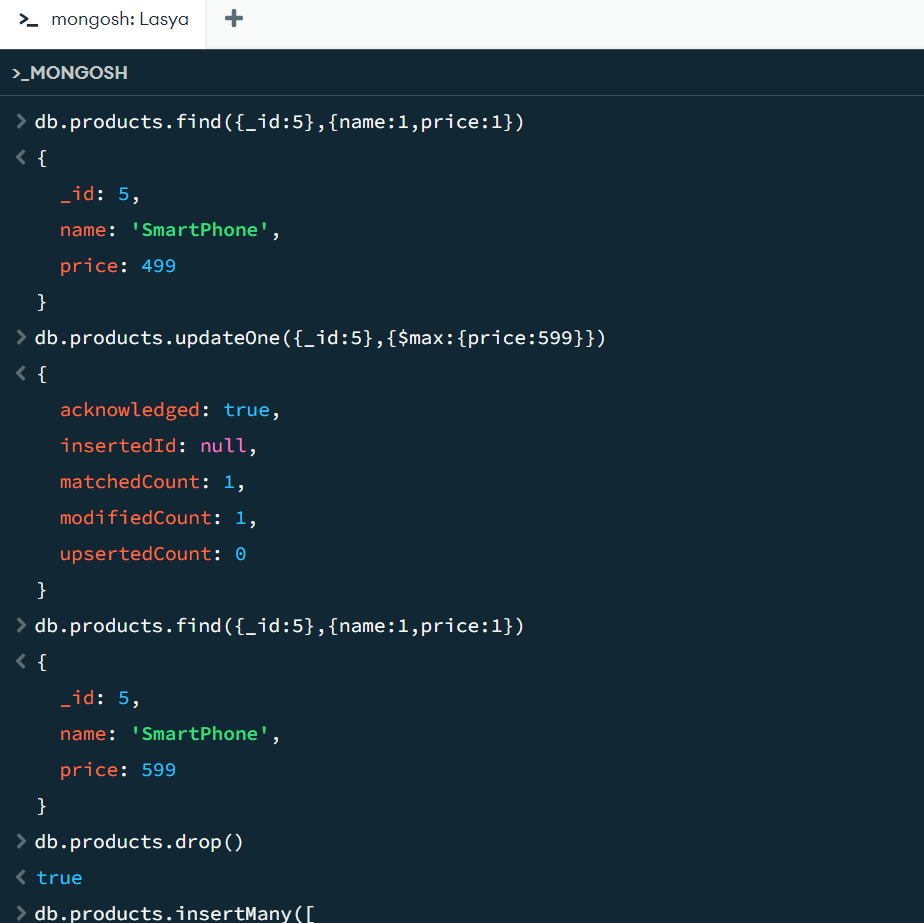 >_ mongosh: Lasya +
>_MONGOSH
> db.products.find({_id:5},{name:1,price:1})
< {
_id: 5,
name: 'SmartPhone',
price: 499
}
> db.products.updateOne({_id:5},{$max:{price:599}})
< {
acknowledged: true,
insertedId: null,
matchedCount: 1,
modifiedCount: 1,
upsertedCount: 0
}
> db.products.find({_id:5},{name:1,price:1})
< {
_id: 5,
name: 'SmartPhone',
price: 599
}
> db.products.drop()
< true
> db.products.insertMany([